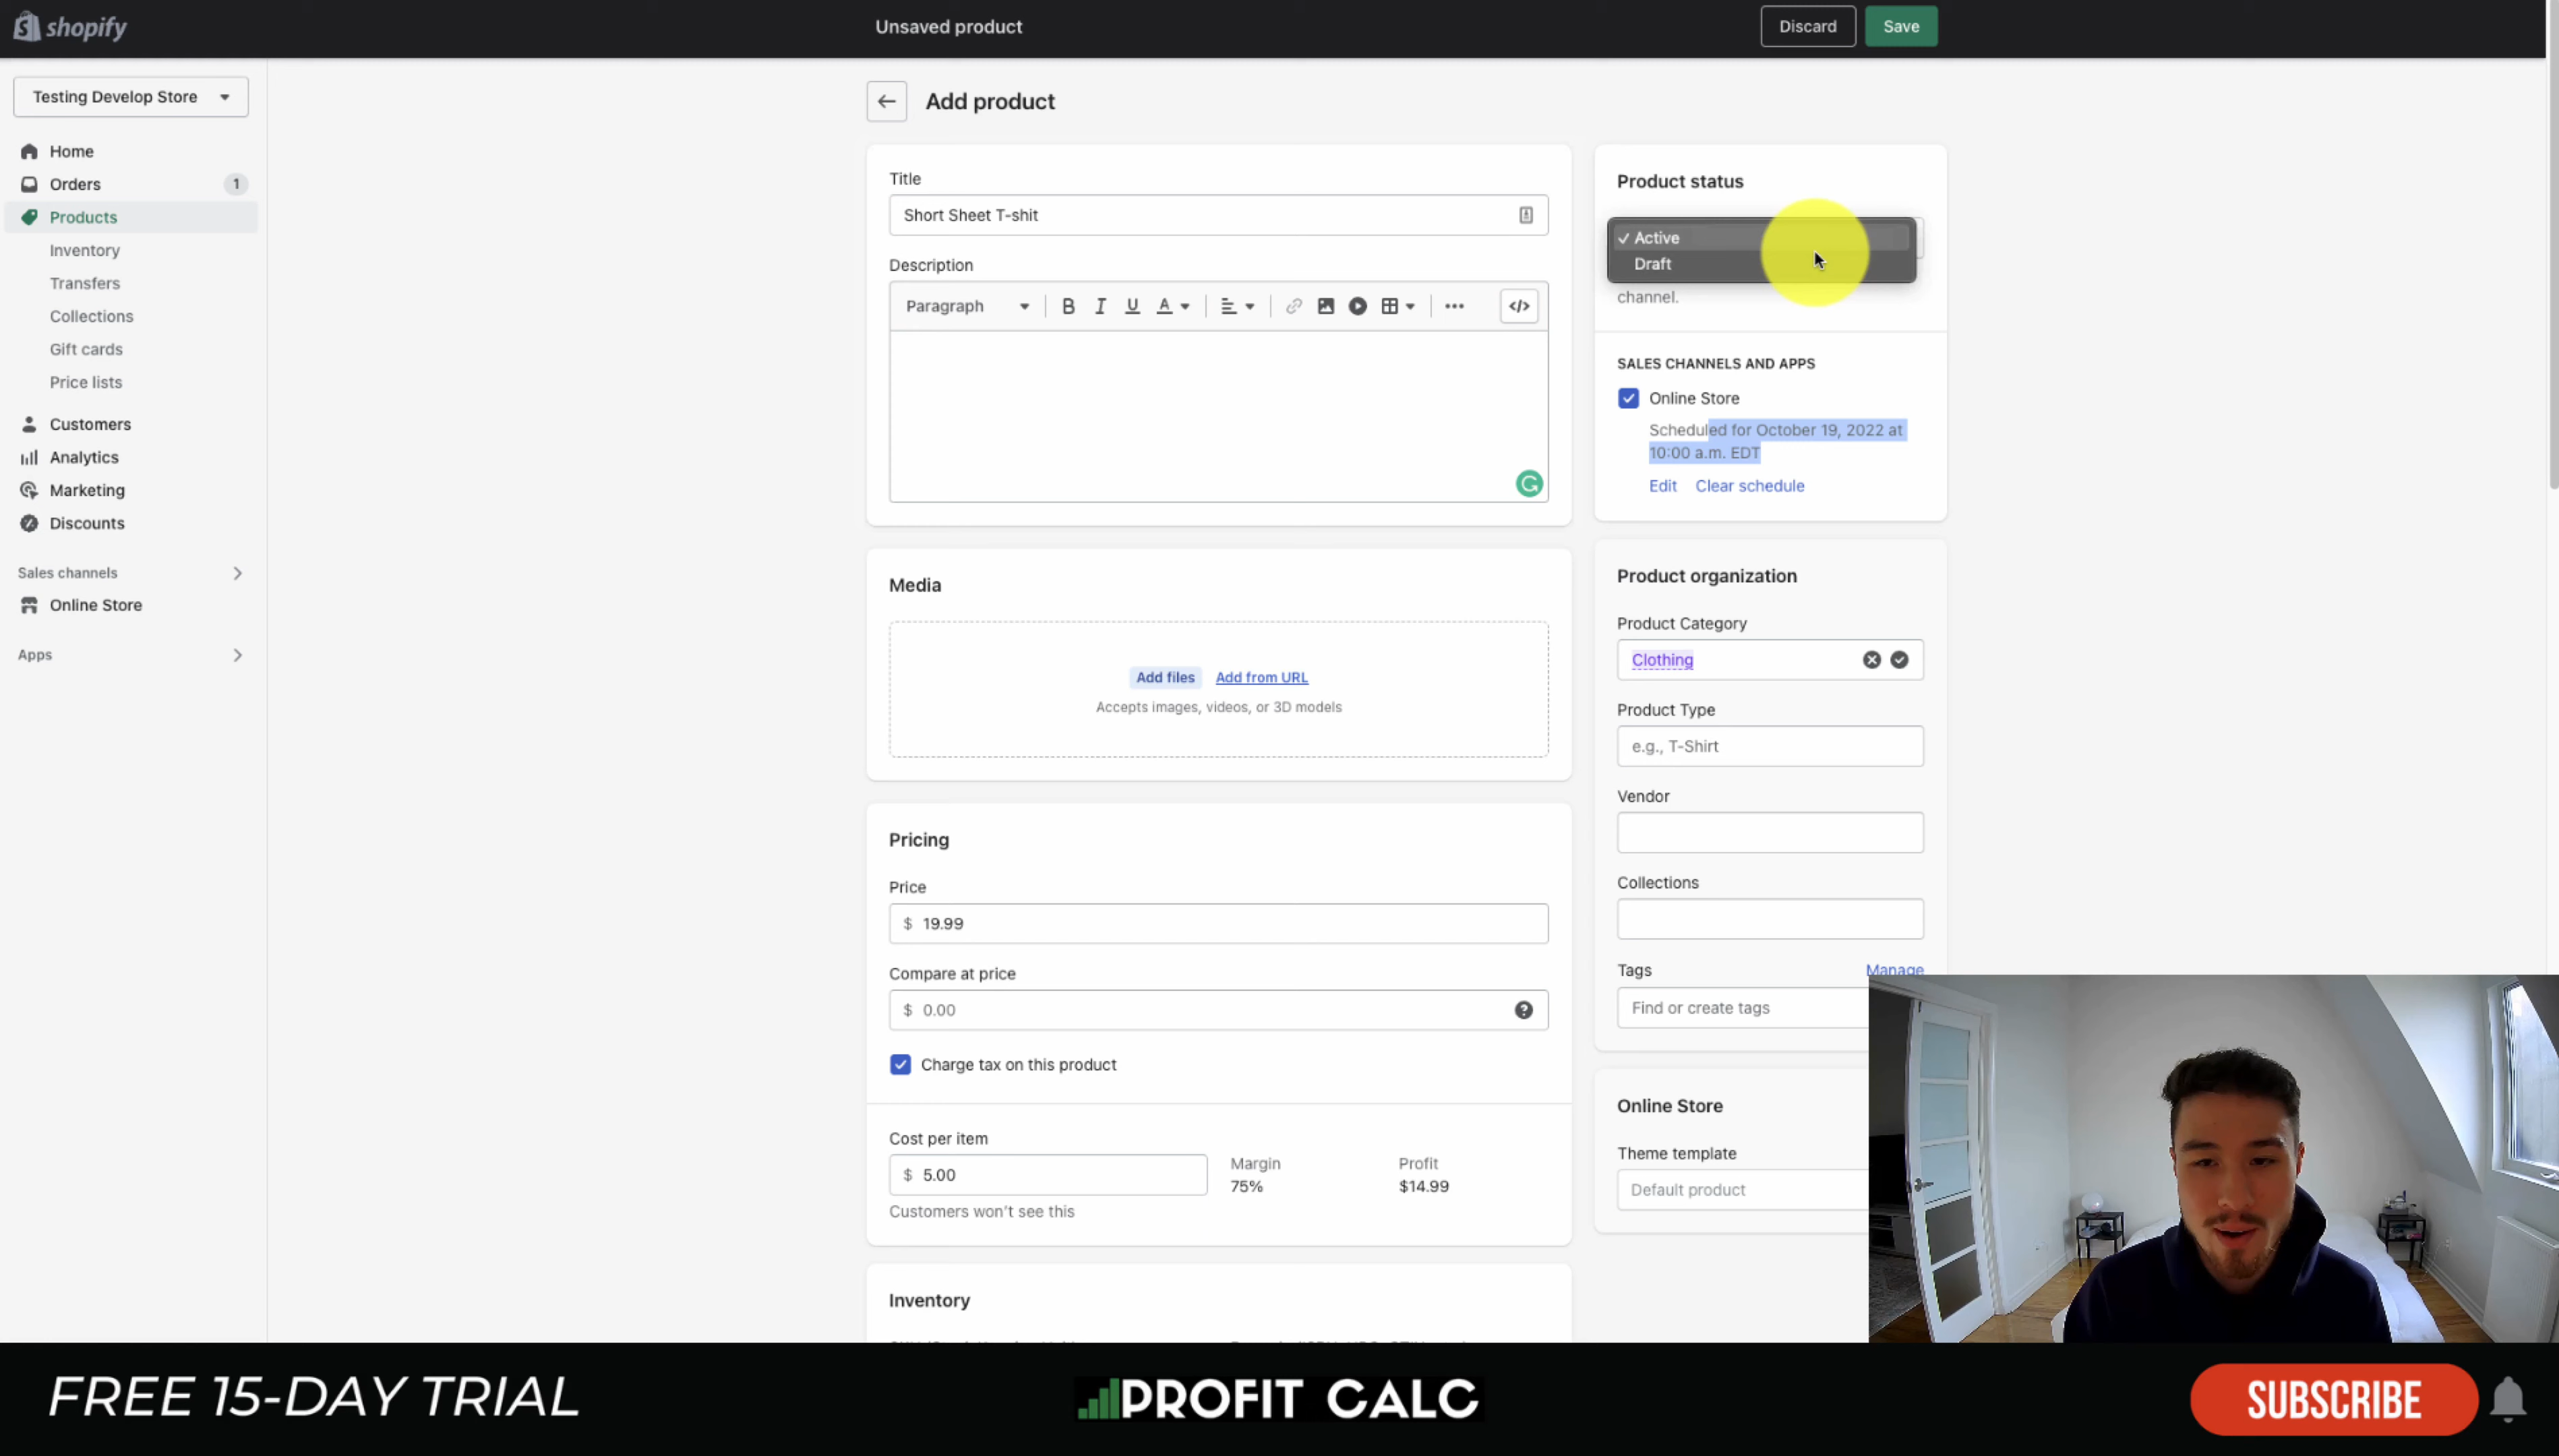 shopify
Unsaved product
Discard
Save
Testing Develop Store
Home
Orders
1
Products
Inventory
Transfers
Collections
Gift cards
Price lists
Customers
Analytics
Marketing
Discounts
Sales channels
Online Store
Apps
Add product
Title
Short Sheet T-shit
Description
Paragraph
Media
Add files
Add from URL
Accepts images, videos, or 3D models
Pricing
Price
$ 19.99
Compare at price
$ 0.00
Charge tax on this product
Cost per item
$ 5.00
Margin
75%
Profit
$14.99
Customers won't see this
Inventory
Product status
Active
Draft
channel.
SALES CHANNELS AND APPS
Online Store
Scheduled for October 19, 2022 at
10:00 a.m. EDT
Edit
Clear schedule
Product organization
Product Category
Clothing
Product Type
e.g., T-Shirt
Vendor
Collections
Tags
Manage
Find or create tags
Online Store
Theme template
Default product
FREE 15-DAY TRIAL
PROFIT CALC
SUBSCRIBE